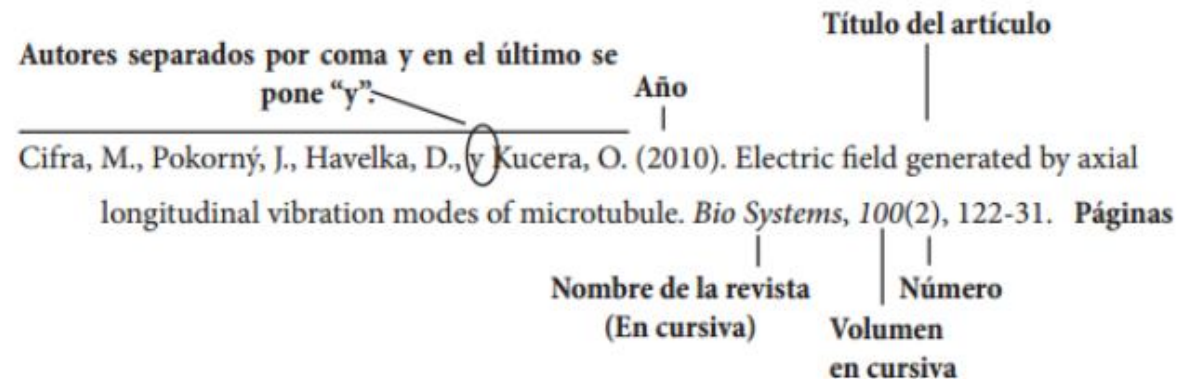 Título del artículo
Autores separados por coma y en el último se
pone “y”.
Año
Cifra, M., Pokorný, J., Havelka, D., y Kucera, O. (2010). Electric field generated by axial
longitudinal vibration modes of microtubule. Bio Systems, 100(2), 122-31. Páginas
Nombre de la revista
(En cursiva)
Número
Volumen
en cursiva